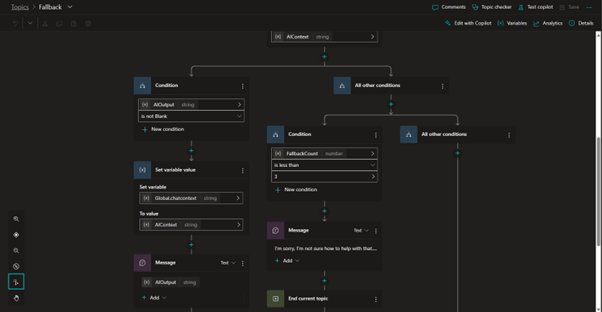 Topics > Fallback
Comments Topic checker Test copilot Save
Edit with Copilot Variables Analytics Details
{x} AIContext string
Condition
All other conditions
{x} AIOutput string
is not Blank
+ New condition
Condition
All other conditions
{x} FallbackCount number
is less than
3
+ New condition
Set variable value
Set variable
{x} Global.chatcontext string
To value
{x} AIContext string
Message Text
I'm sorry, I'm not sure how to help with that...
+ Add
Message Text
{x} AIOutput string
+ Add
End current topic